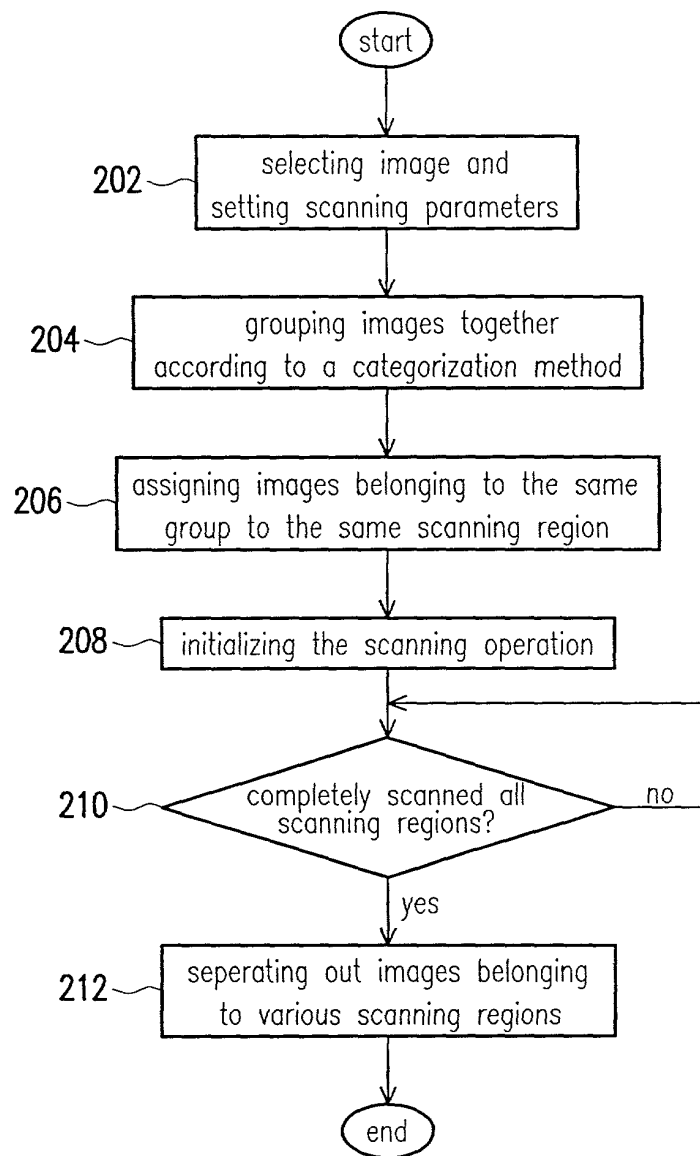 start
202
selecting image and
setting scanning parameters
204
grouping images together
according to a categorization method
206
assigning images belonging to the same
group to the same scanning region
208
initializing the scanning operation
210
completely scanned all
scanning regions?
no
yes
212
seperating out images belonging
to various scanning regions
end